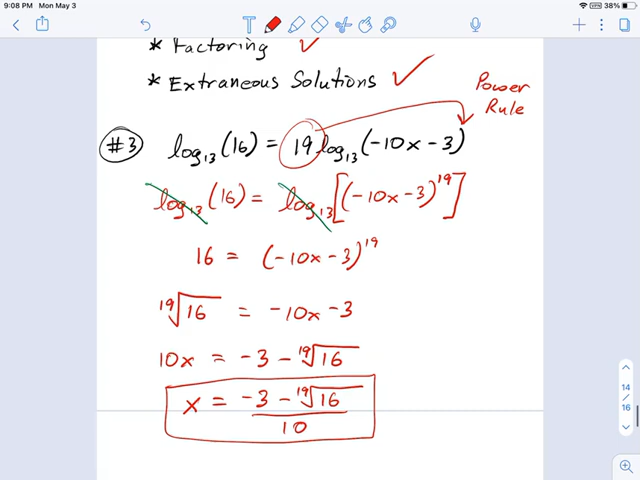 9:08 PM Mon May 3
38%
* Factoring ✓
* Extraneous Solutions ✓
Power
Rule
#3 log₁₃(16) = 19 log₁₃(-10x - 3)
log₁₃(16) = log₁₃[(-10x - 3)¹⁹]
16 = (-10x - 3)¹⁹
¹⁹√16 = -10x - 3
10x = -3 - ¹⁹√16
x = -3 - ¹⁹√16
10
14
16